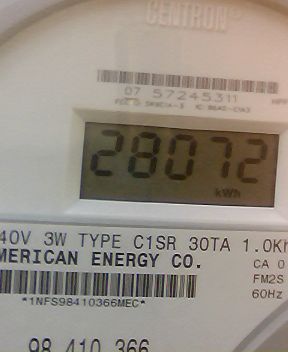 CENTRON®
07 57245311
28072
kWh
40V 3W TYPE C1SR 30TA 1.0Kh
MERICAN ENERGY CO.
CA 0
FM2S
60Hz
*1NFS98410366MEC*
98 410 366